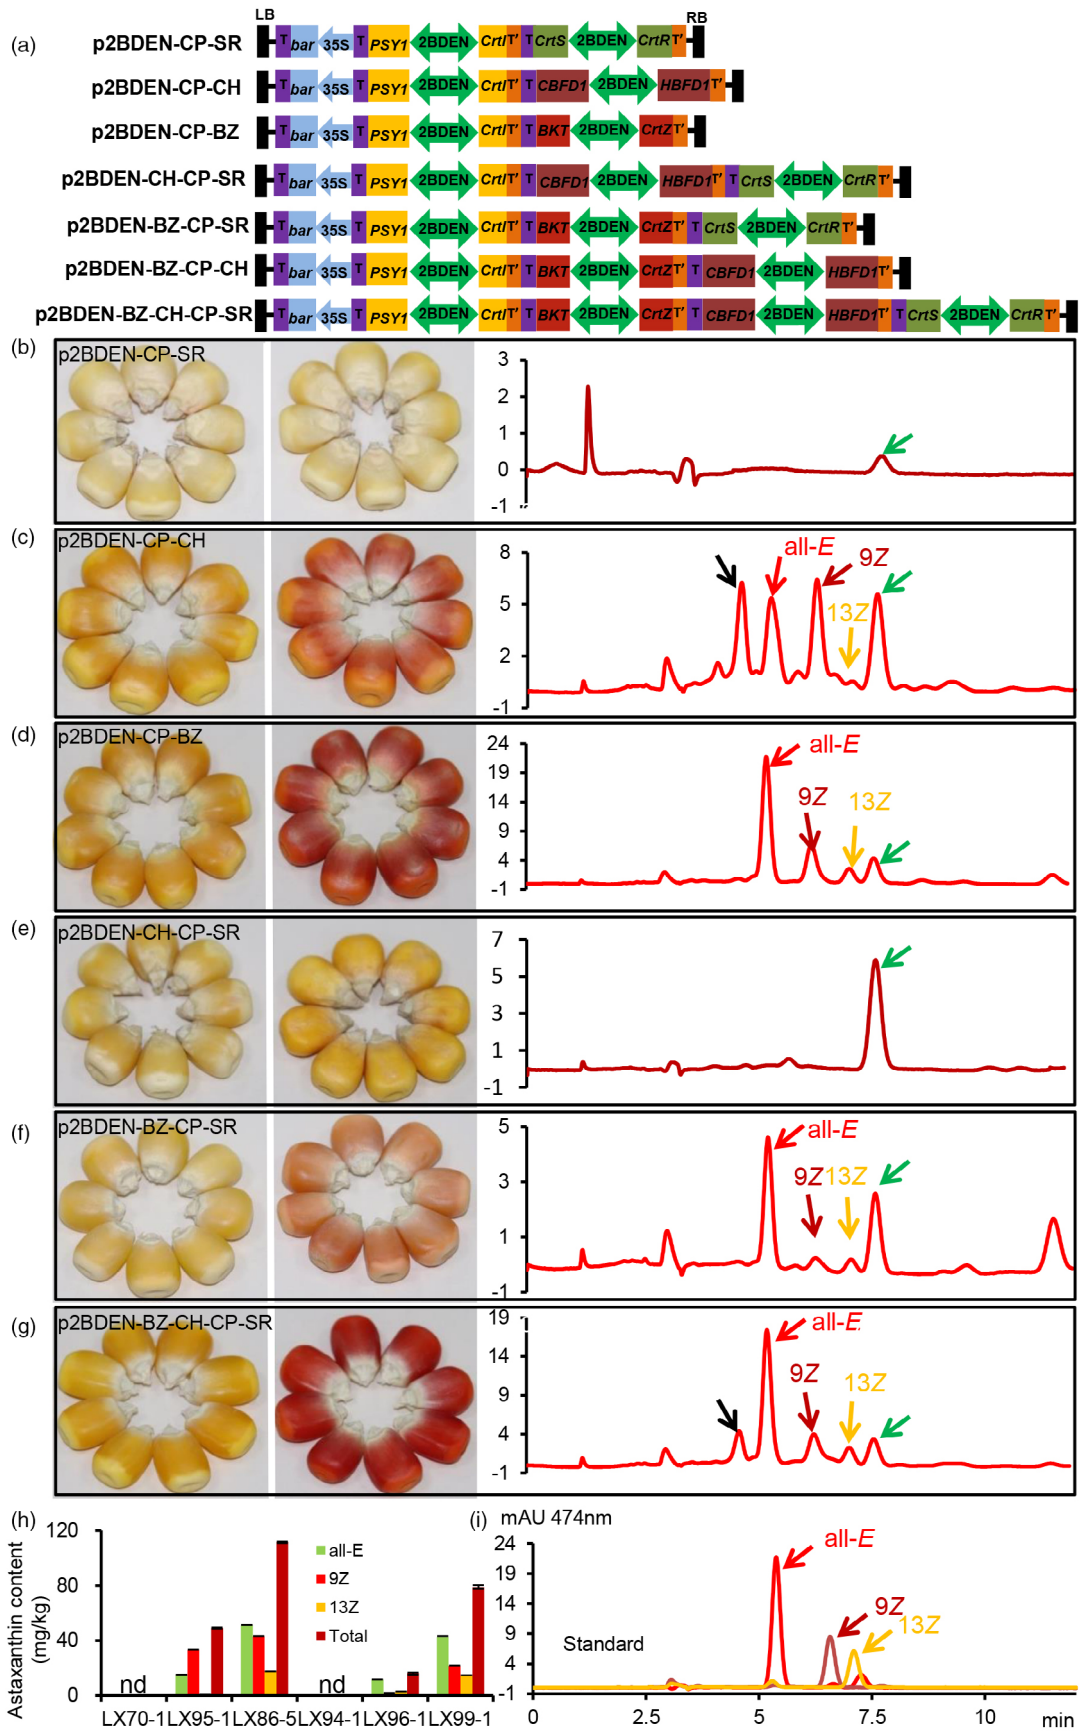 (a)
LB RB
p2BDEN-CP-SR T bar 35S T PSY1 2BDEN CrtI T′ T CrtS 2BDEN CrtR T′
p2BDEN-CP-CH T bar 35S T PSY1 2BDEN CrtI T′ T CBFD1 2BDEN HBFD1 T′
p2BDEN-CP-BZ T bar 35S T PSY1 2BDEN CrtI T′ T BKT 2BDEN CrtZ T′
p2BDEN-CH-CP-SR T bar 35S T PSY1 2BDEN CrtI T′ T CBFD1 2BDEN HBFD1 T′ T CrtS 2BDEN CrtR T′
p2BDEN-BZ-CP-SR T bar 35S T PSY1 2BDEN CrtI T′ T BKT 2BDEN CrtZ T′ T CrtS 2BDEN CrtR T′
p2BDEN-BZ-CP-CH T bar 35S T PSY1 2BDEN CrtI T′ T BKT 2BDEN CrtZ T′ T CBFD1 2BDEN HBFD1 T′
p2BDEN-BZ-CH-CP-SR T bar 35S T PSY1 2BDEN CrtI T′ T BKT 2BDEN CrtZ T′ T CBFD1 2BDEN HBFD1 T′ T CrtS 2BDEN CrtR T′
(b) p2BDEN-CP-SR
3
2
1
0
-1
(c) p2BDEN-CP-CH
8
5
2
-1
all-E
9Z
13Z
(d) p2BDEN-CP-BZ
24
19
14
9
4
-1
all-E
9Z 13Z
(e) p2BDEN-CH-CP-SR
7
5
3
1
-1
(f) p2BDEN-BZ-CP-SR
5
3
1
-1
all-E
9Z 13Z
(g) p2BDEN-BZ-CH-CP-SR
19
14
9
4
-1
all-E
9Z 13Z
(h)
Astaxanthin content
(mg/kg)
120
80
40
0
all-E
9Z
13Z
Total
nd nd
LX70-1 LX95-1 LX86-5 LX94-1 LX96-1 LX99-1
(i) mAU 474nm
24
19
14
9
4
-1
all-E
9Z
13Z
Standard
0 2.5 5 7.5 10 min